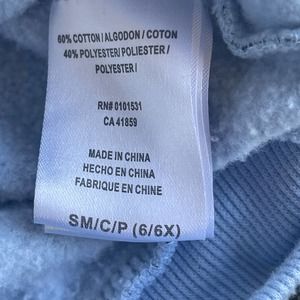 60% COTTON/ALGODON/COTON
40% POLYESTER/POLIESTER/
POLYESTER/
RN# 0101531
CA 41859
MADE IN CHINA
HECHO EN CHINA
FABRIQUE EN CHINE
SM/C/P (6/6X)